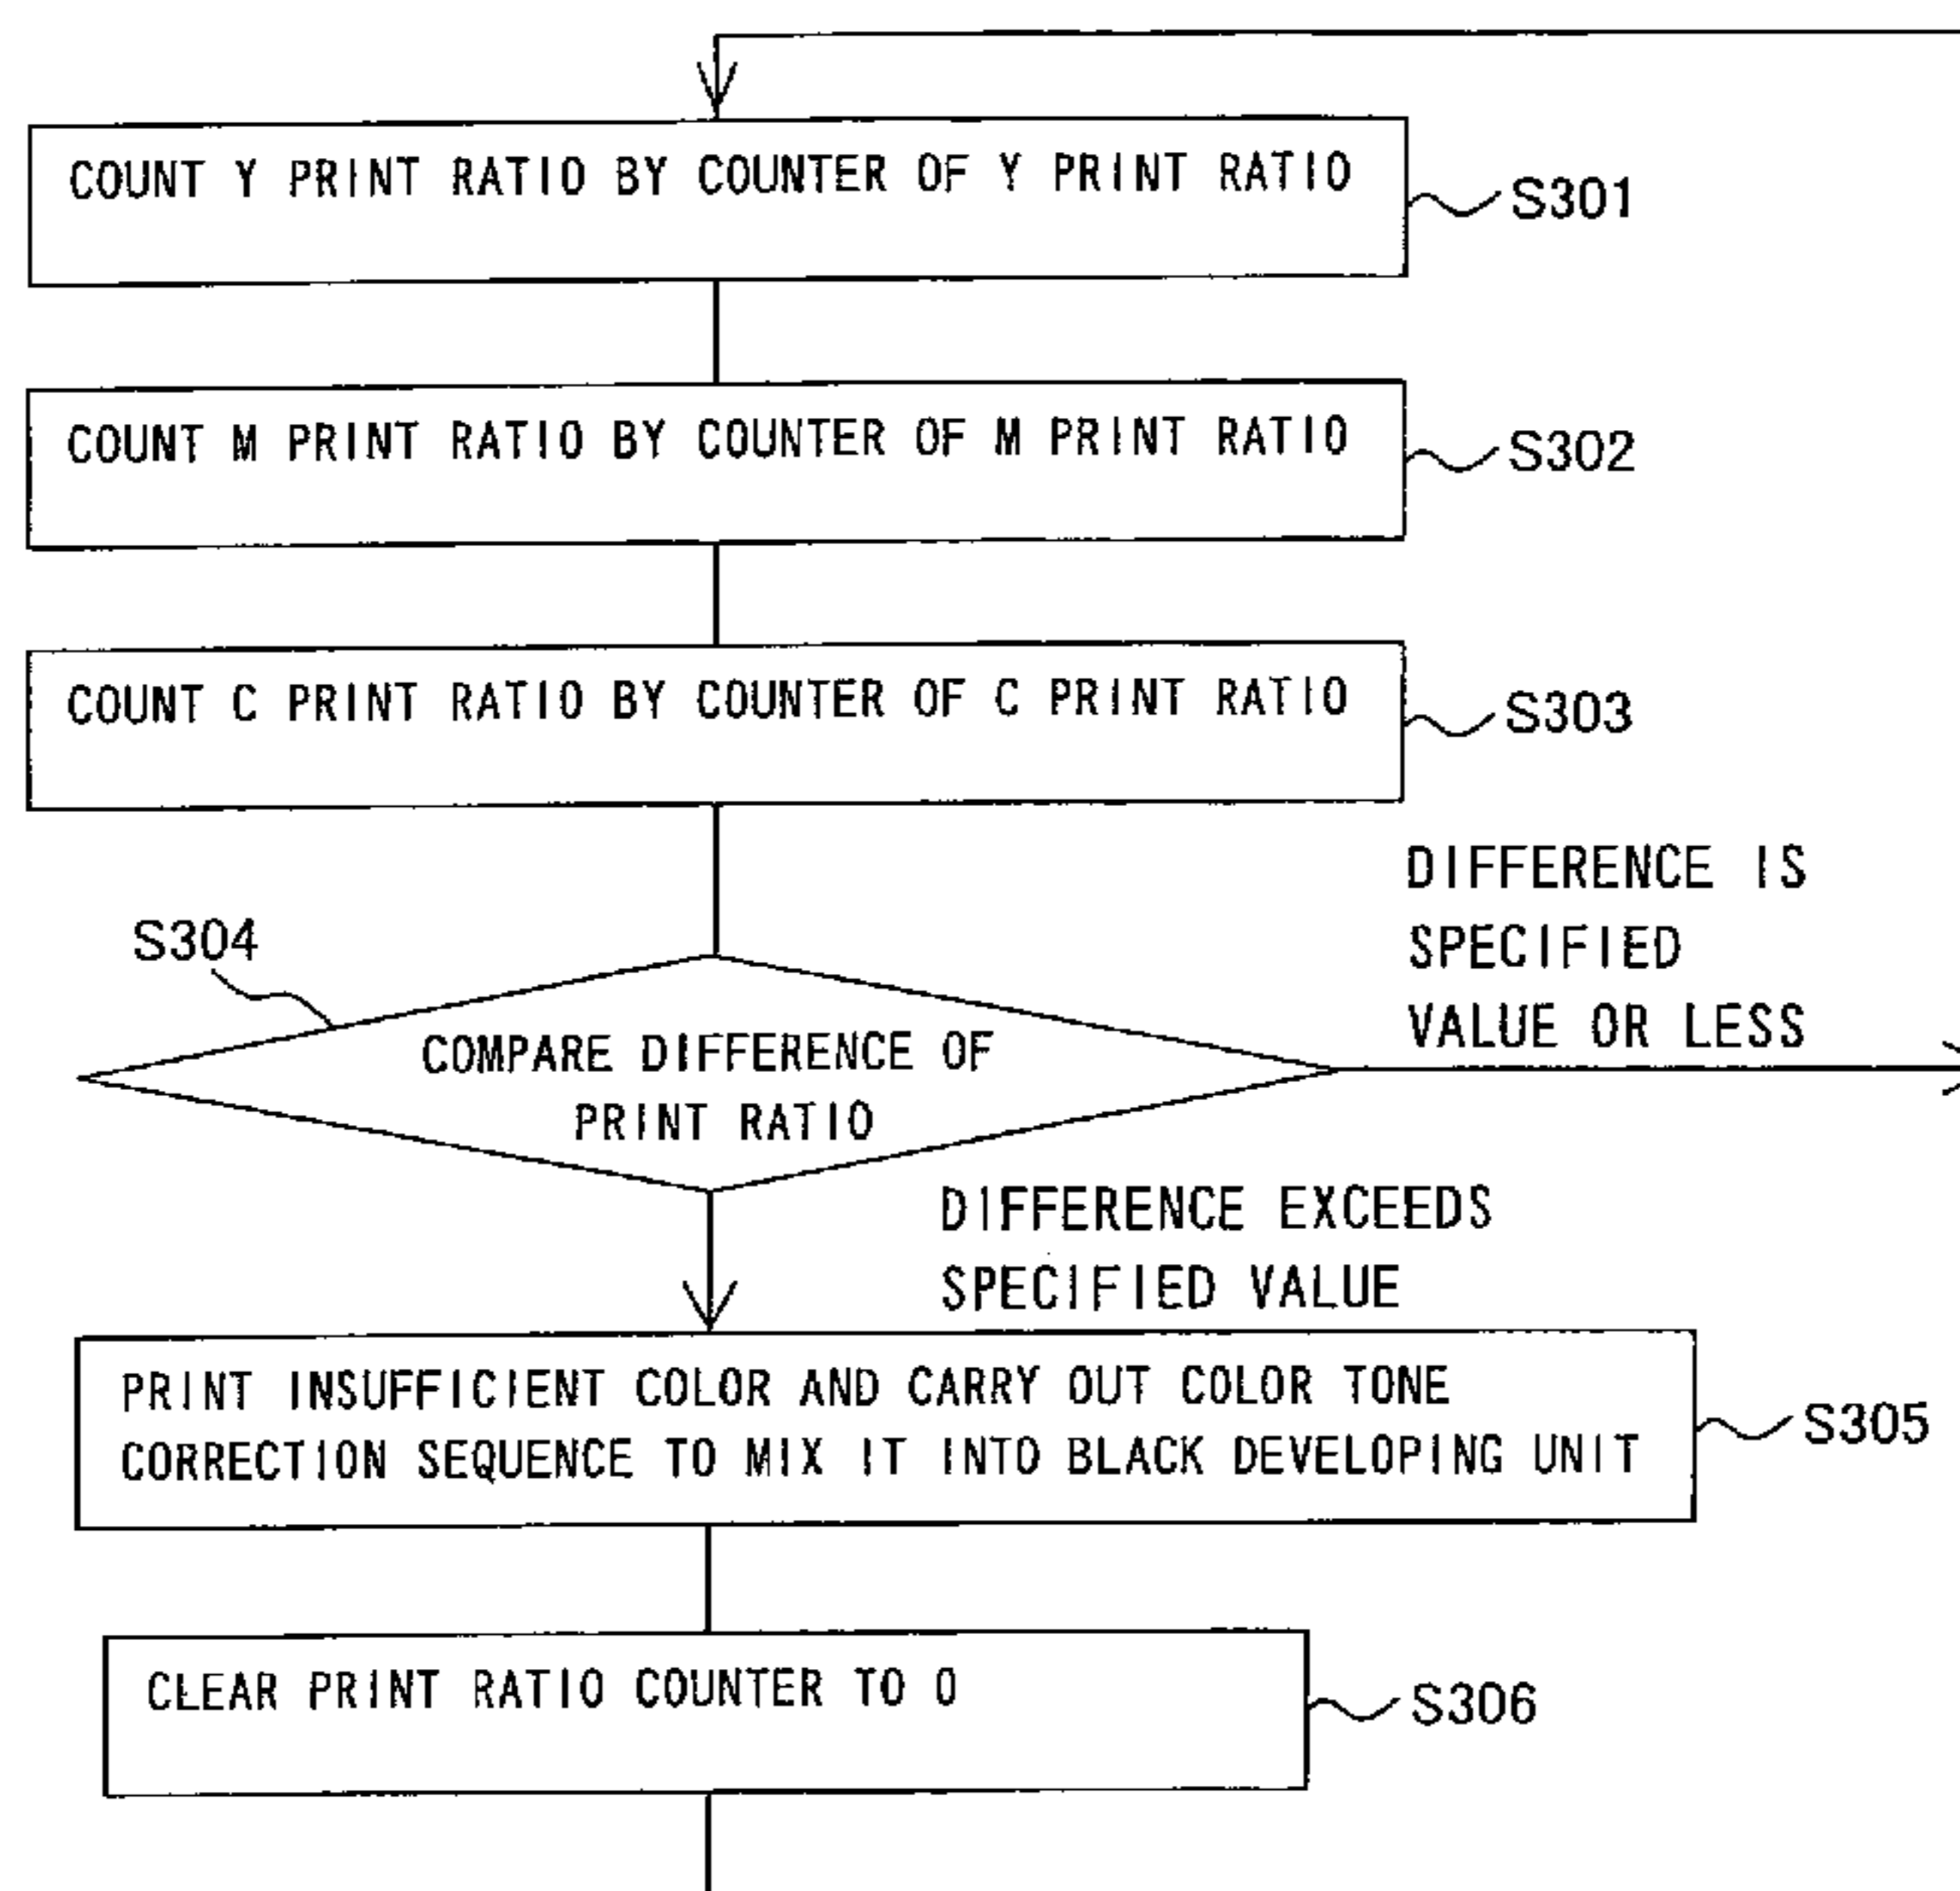 COUNT Y PRINT RATIO BY COUNTER OF Y PRINT RATIO
S301
COUNT M PRINT RATIO BY COUNTER OF M PRINT RATIO
S302
COUNT C PRINT RATIO BY COUNTER OF C PRINT RATIO
S303
DIFFERENCE IS
SPECIFIED
VALUE OR LESS
S304
COMPARE DIFFERENCE OF
PRINT RATIO
DIFFERENCE EXCEEDS
SPECIFIED VALUE
PRINT INSUFFICIENT COLOR AND CARRY OUT COLOR TONE
CORRECTION SEQUENCE TO MIX IT INTO BLACK DEVELOPING UNIT
S305
CLEAR PRINT RATIO COUNTER TO 0
S306